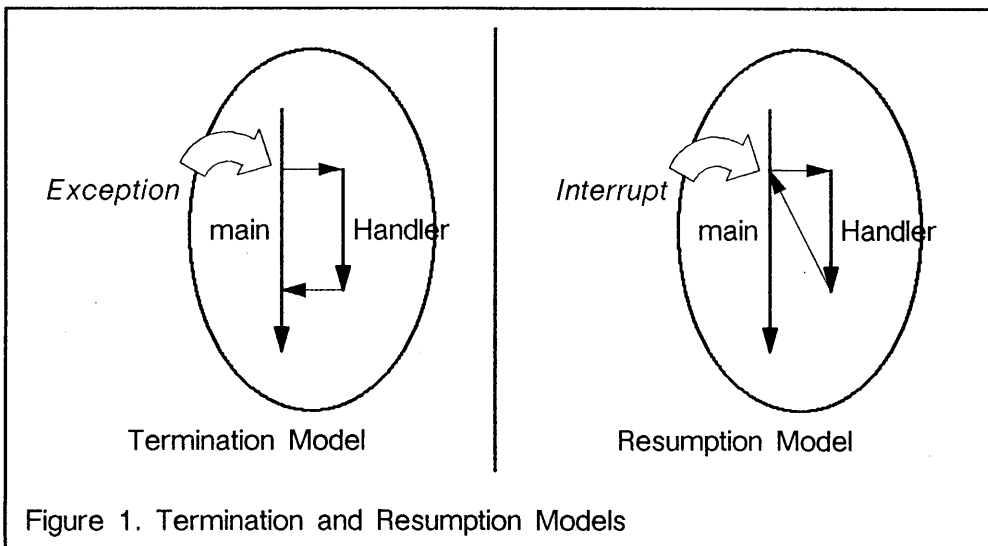 Exception
main
Handler
Termination Model
Interrupt
main
Handler
Resumption Model
Figure 1. Termination and Resumption Models